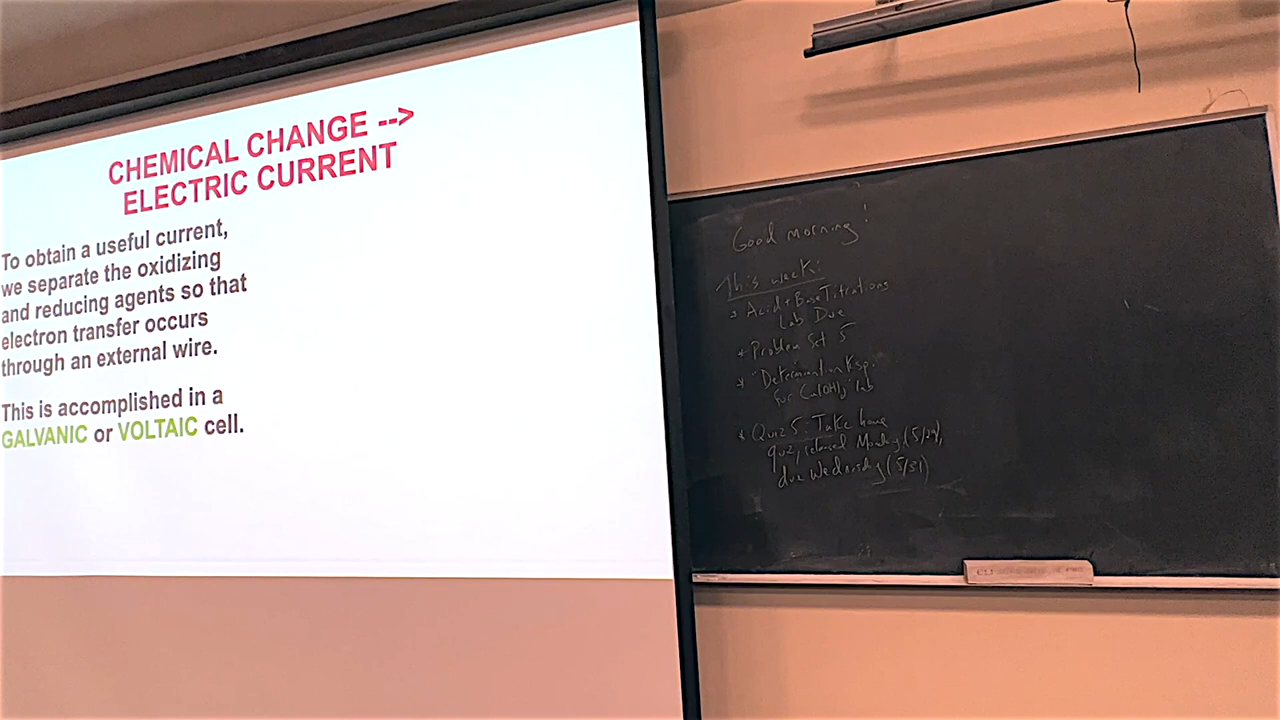 CHEMICAL CHANGE -->
ELECTRIC CURRENT
To obtain a useful current,
we separate the oxidizing
and reducing agents so that
electron transfer occurs
through an external wire.
This is accomplished in a
GALVANIC or VOLTAIC cell.
Good morning!
This week:
* Acid + Base Titrations
Lab Due
* Problem Set 5
* "Determination Ksp
for Ca(OH)2" lab
* Quiz 5: Take home
quiz, released Monday (5/29),
due Wednesday (5/31)